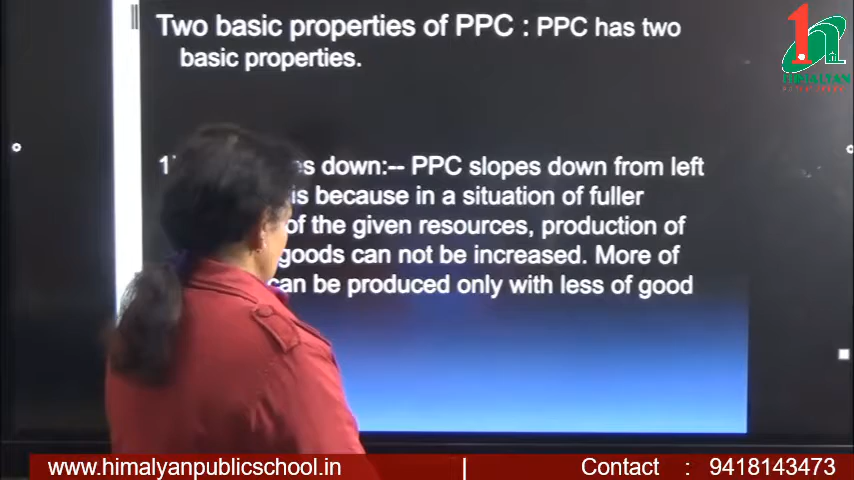 Two basic properties of PPC : PPC has two
basic properties.
down:-- PPC slopes down from left
is because in a situation of fuller
of the given resources, production of
goods can not be increased. More of
can be produced only with less of good
HIMALYAN
www.himalyanpublicschool.in | Contact : 9418143473